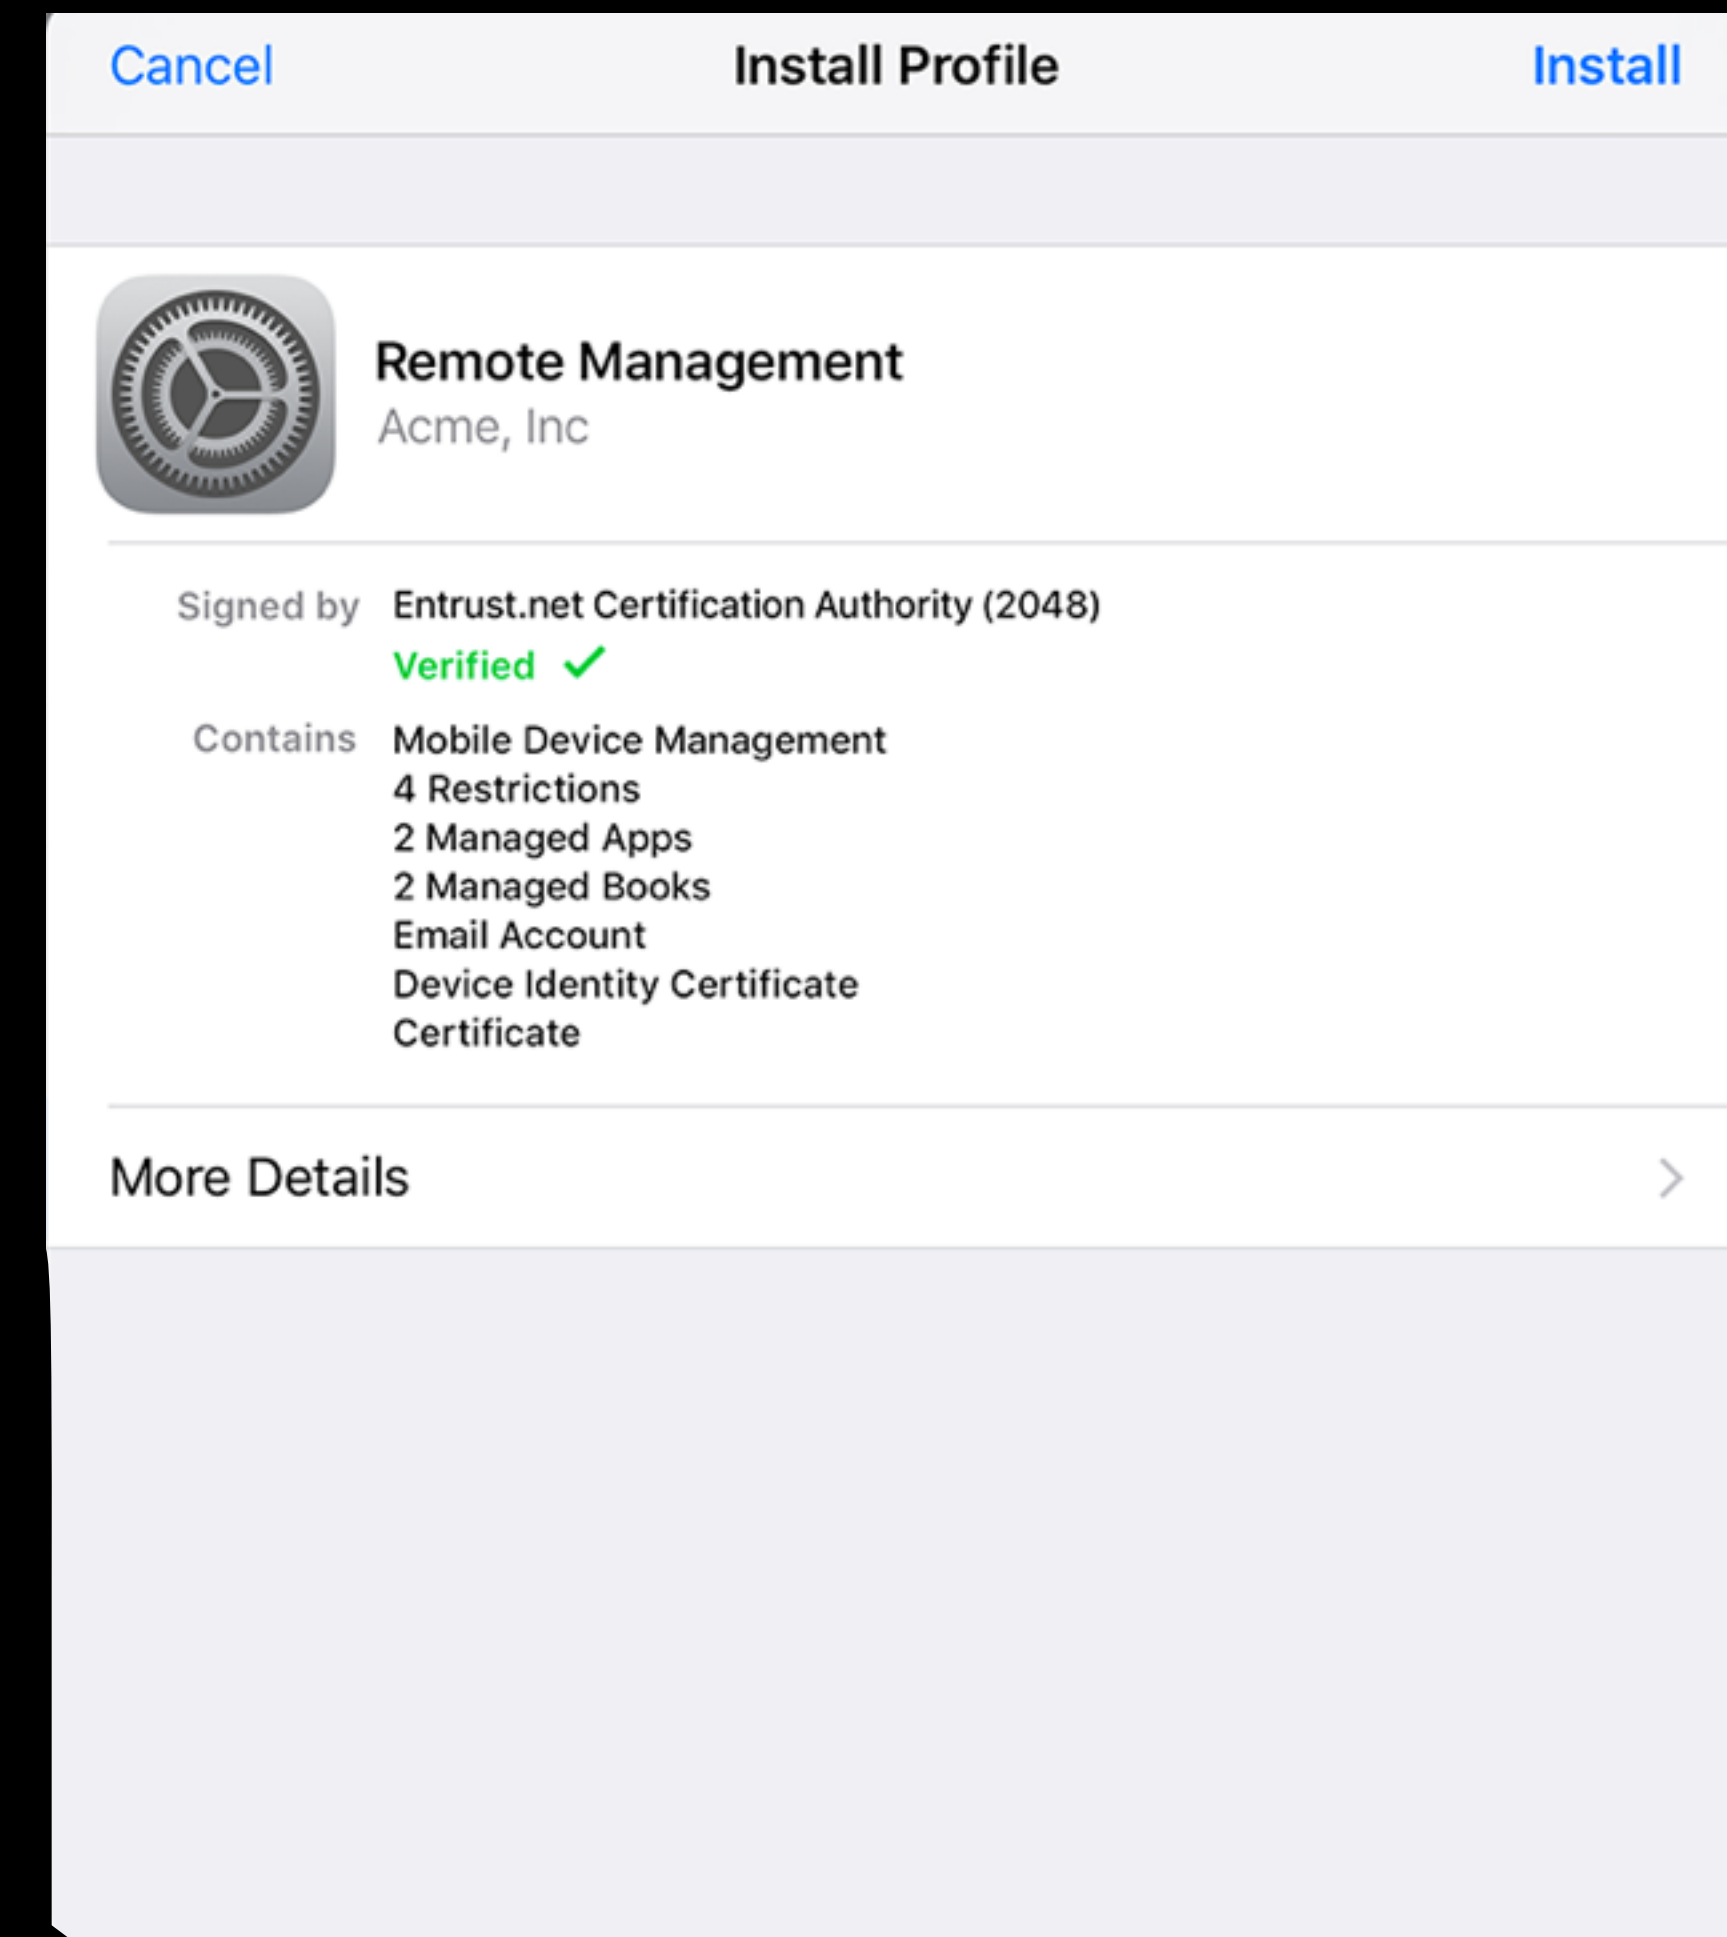 Cancel Install Profile Install
Remote Management
Acme, Inc
Signed by Entrust.net Certification Authority (2048)
Verified
Contains Mobile Device Management
4 Restrictions
2 Managed Apps
2 Managed Books
Email Account
Device Identity Certificate
Certificate
More Details